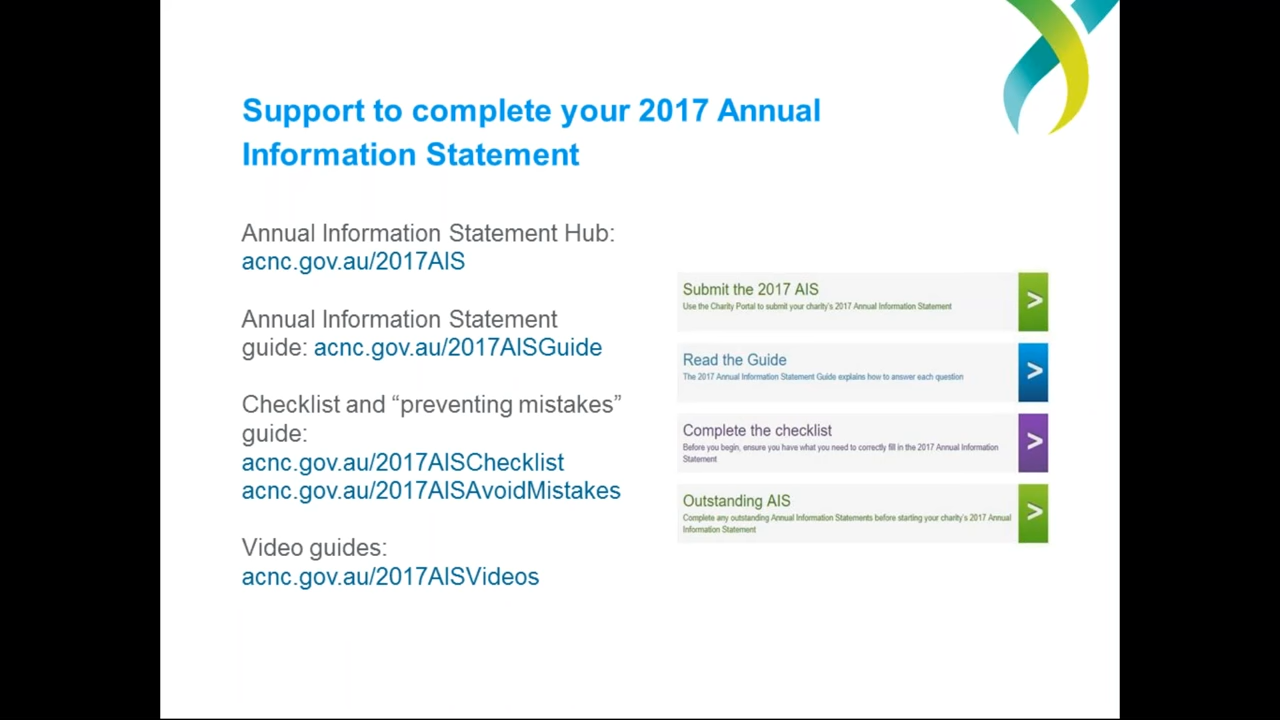 Support to complete your 2017 Annual
Information Statement
Annual Information Statement Hub:
acnc.gov.au/2017AIS
Annual Information Statement
guide: acnc.gov.au/2017AISGuide
Checklist and “preventing mistakes”
guide:
acnc.gov.au/2017AISChecklist
acnc.gov.au/2017AISAvoidMistakes
Video guides:
acnc.gov.au/2017AISVideos
Submit the 2017 AIS
Use the Charity Portal to submit your charity's 2017 Annual Information Statement
>
Read the Guide
The 2017 Annual Information Statement Guide explains how to answer each question
>
Complete the checklist
Before you begin, ensure you have what you need to correctly fill in the 2017 Annual Information
Statement
>
Outstanding AIS
Complete any outstanding Annual Information Statements before starting your charity's 2017 Annual
Information Statement
>